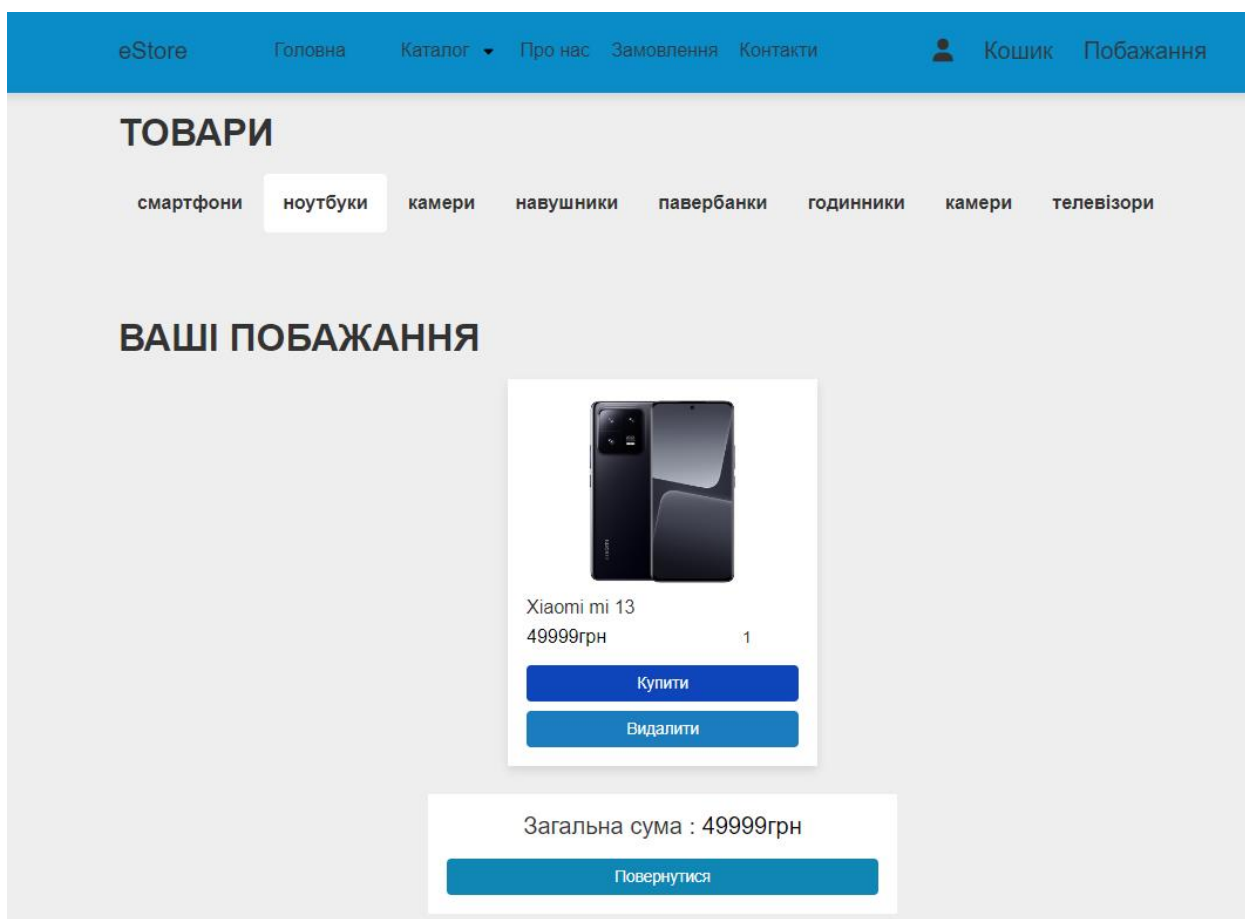 eStore Головна Каталог Про нас Замовлення Контакти Кошик Побажання
ТОВАРИ
смартфони ноутбуки камери навушники павербанки годинники камери телевізори
ВАШІ ПОБАЖАННЯ
Xiaomi mi 13
49999грн 1
Купити
Видалити
Загальна сума : 49999грн
Повернутися